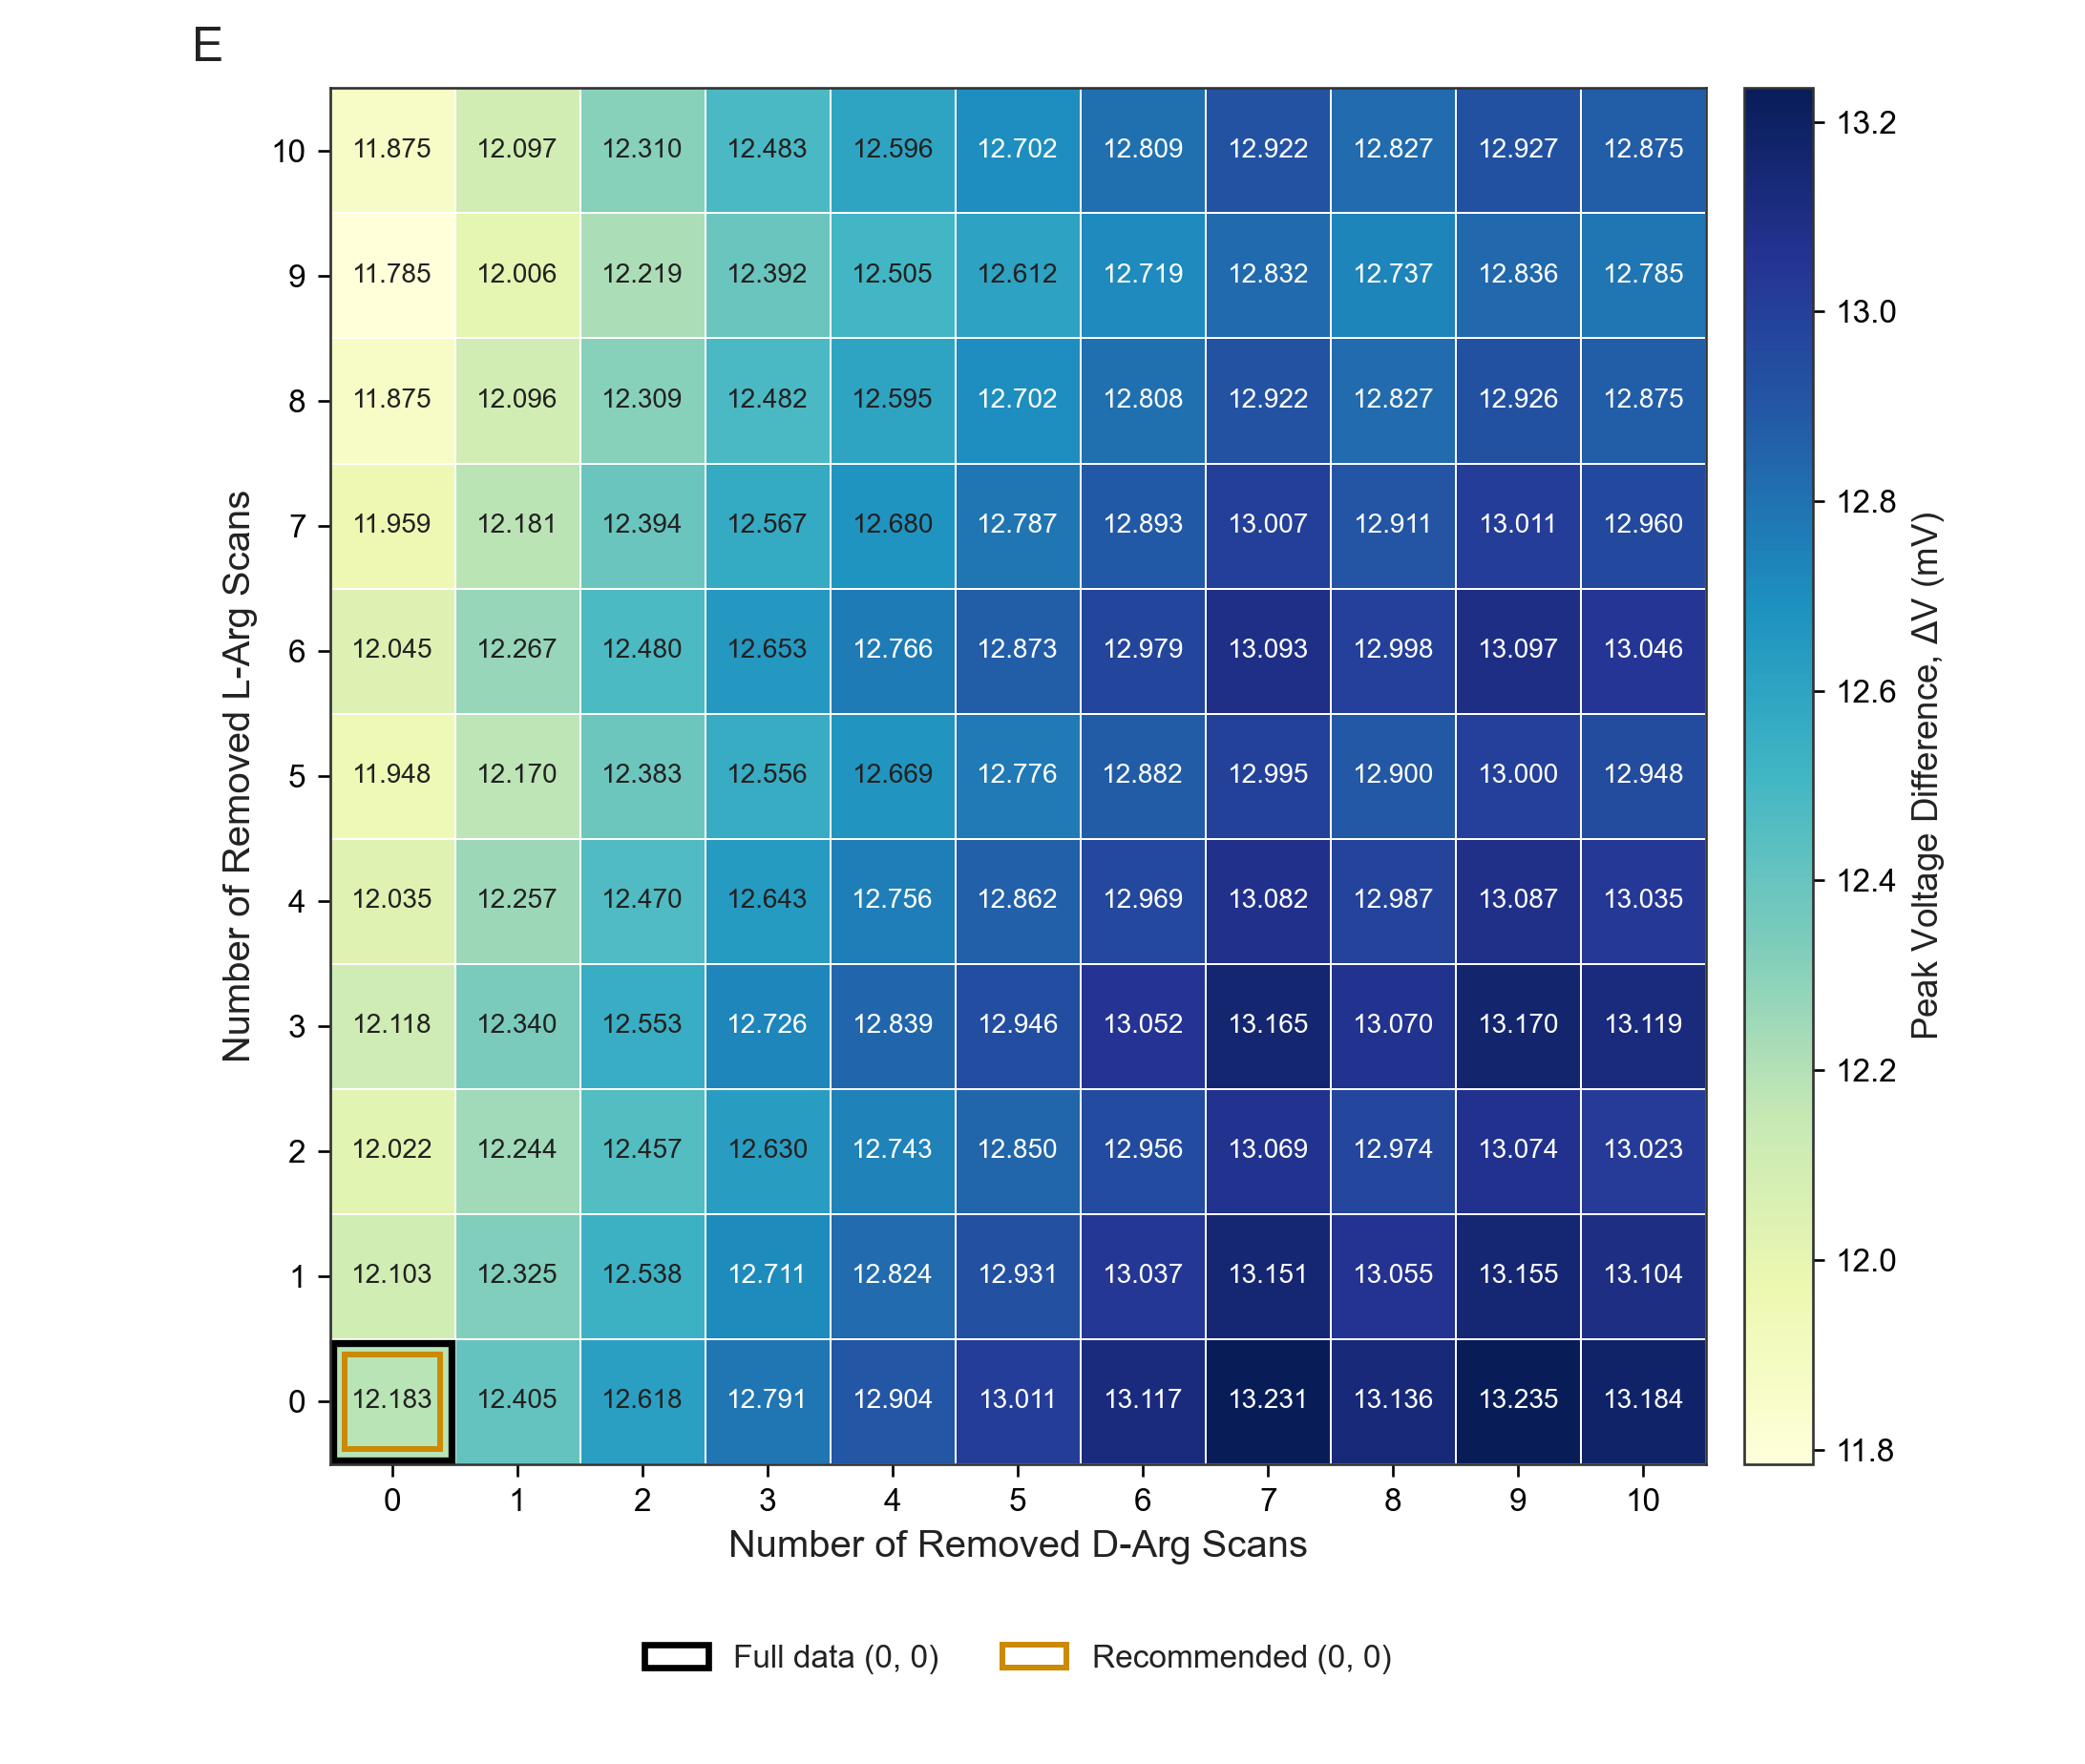 E
10 11.875 12.097 12.310 12.483 12.596 12.702 12.809 12.922 12.827 12.927 12.875
9 11.785 12.006 12.219 12.392 12.505 12.612 12.719 12.832 12.737 12.836 12.785
8 11.875 12.096 12.309 12.482 12.595 12.702 12.808 12.922 12.827 12.926 12.875
7 11.959 12.181 12.394 12.567 12.680 12.787 12.893 13.007 12.911 13.011 12.960
6 12.045 12.267 12.480 12.653 12.766 12.873 12.979 13.093 12.998 13.097 13.046
5 11.948 12.170 12.383 12.556 12.669 12.776 12.882 12.995 12.900 13.000 12.948
4 12.035 12.257 12.470 12.643 12.756 12.862 12.969 13.082 12.987 13.087 13.035
3 12.118 12.340 12.553 12.726 12.839 12.946 13.052 13.165 13.070 13.170 13.119
2 12.022 12.244 12.457 12.630 12.743 12.850 12.956 13.069 12.974 13.074 13.023
1 12.103 12.325 12.538 12.711 12.824 12.931 13.037 13.151 13.055 13.155 13.104
0 12.183 12.405 12.618 12.791 12.904 13.011 13.117 13.231 13.136 13.235 13.184
0 1 2 3 4 5 6 7 8 9 10
Number of Removed D-Arg Scans
Number of Removed L-Arg Scans
13.2
13.0
12.8
12.6
12.4
12.2
12.0
11.8
Peak Voltage Difference, ΔV (mV)
Full data (0, 0)
Recommended (0, 0)